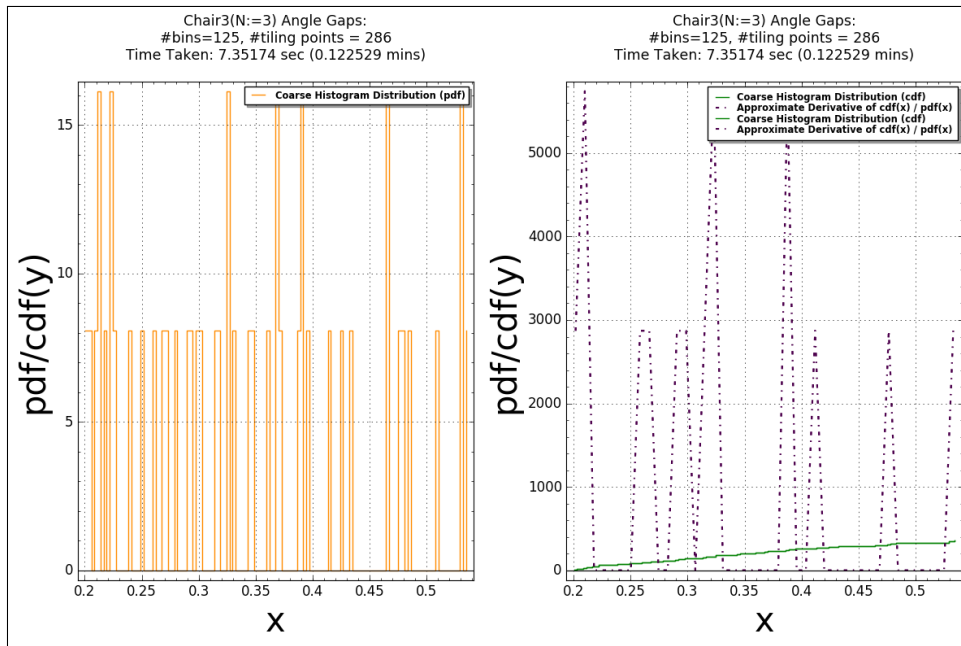 Chair3(N:=3) Angle Gaps:
#bins=125, #tiling points = 286
Time Taken: 7.35174 sec (0.122529 mins)
Coarse Histogram Distribution (pdf)
15
10
5
0
pdf/cdf(y)
0.2 0.25 0.3 0.35 0.4 0.45 0.5
x
Chair3(N:=3) Angle Gaps:
#bins=125, #tiling points = 286
Time Taken: 7.35174 sec (0.122529 mins)
Coarse Histogram Distribution (cdf)
Approximate Derivative of cdf(x) / pdf(x)
Coarse Histogram Distribution (cdf)
Approximate Derivative of cdf(x) / pdf(x)
5000
4000
3000
2000
1000
0
pdf/cdf(y)
0.2 0.25 0.3 0.35 0.4 0.45 0.5
x